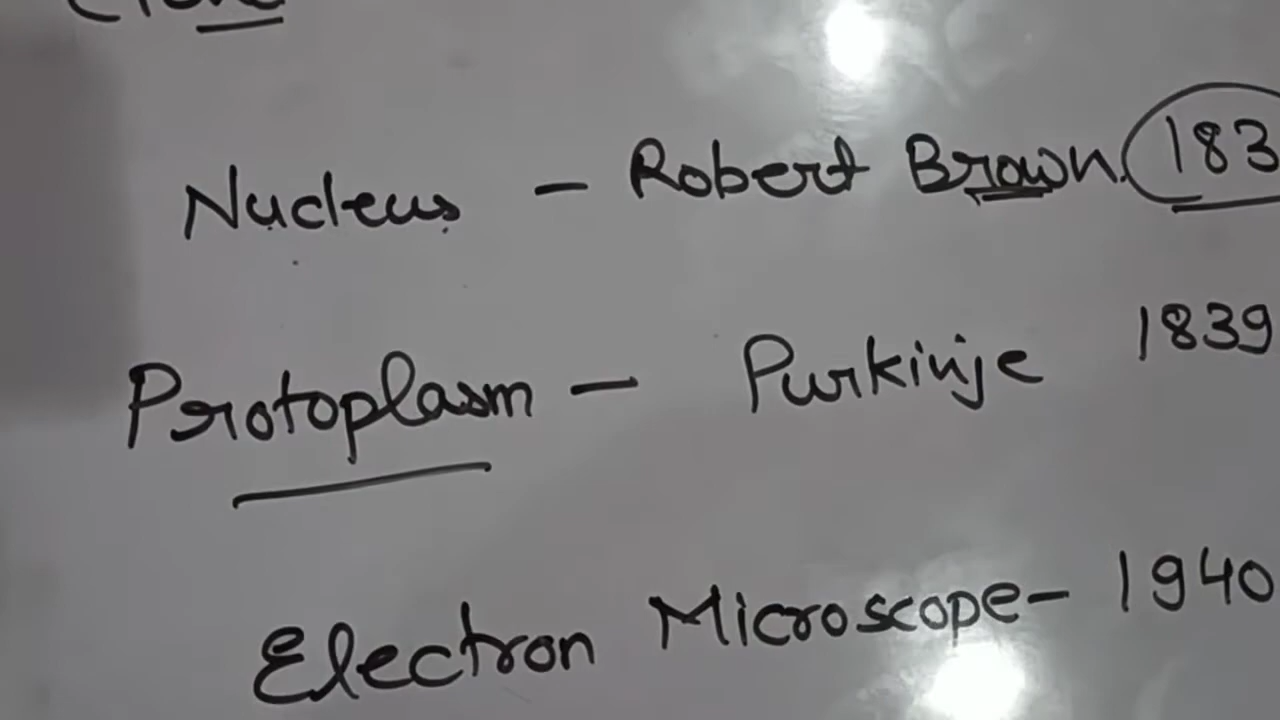 Nucleus - Robert Brown 183
Protoplasm - Purkinje 1839
Electron Microscope - 1940